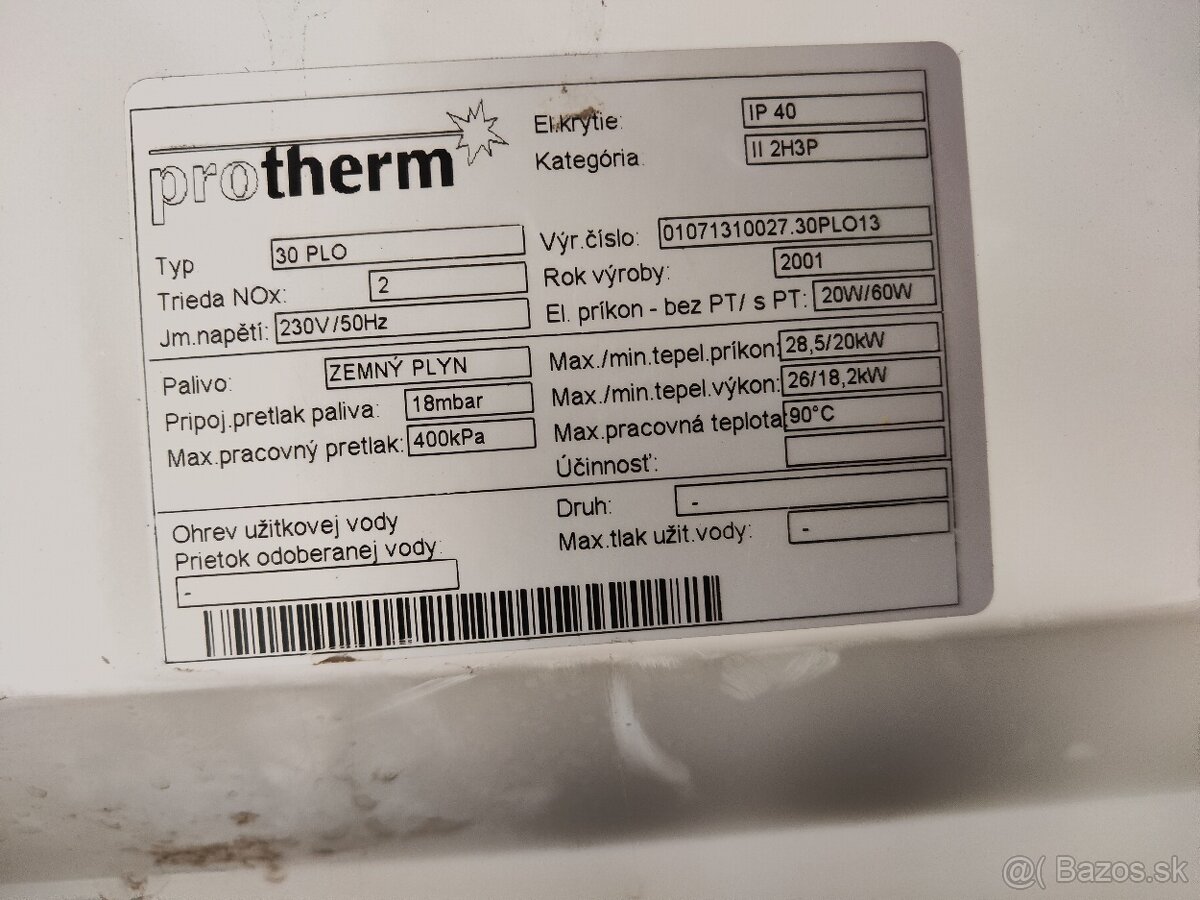 protherm
El.krytie: IP 40
Kategória: II 2H3P
Typ 30 PLO
Trieda NOx: 2
Jm.napětí: 230V/50Hz
Výr.číslo: 01071310027.30PLO13
Rok výroby: 2001
El. príkon - bez PT/ s PT: 20W/60W
Palivo: ZEMNÝ PLYN
Pripoj.pretlak paliva: 18mbar
Max.pracovný pretlak: 400kPa
Max./min.tepel.príkon: 28,5/20kW
Max./min.tepel.výkon: 26/18,2kW
Max.pracovná teplota: 90°C
Účinnosť:
Ohrev užitkovej vody
Prietok odoberanej vody:
-
Druh: -
Max.tlak užit.vody: -
@( Bazos.sk